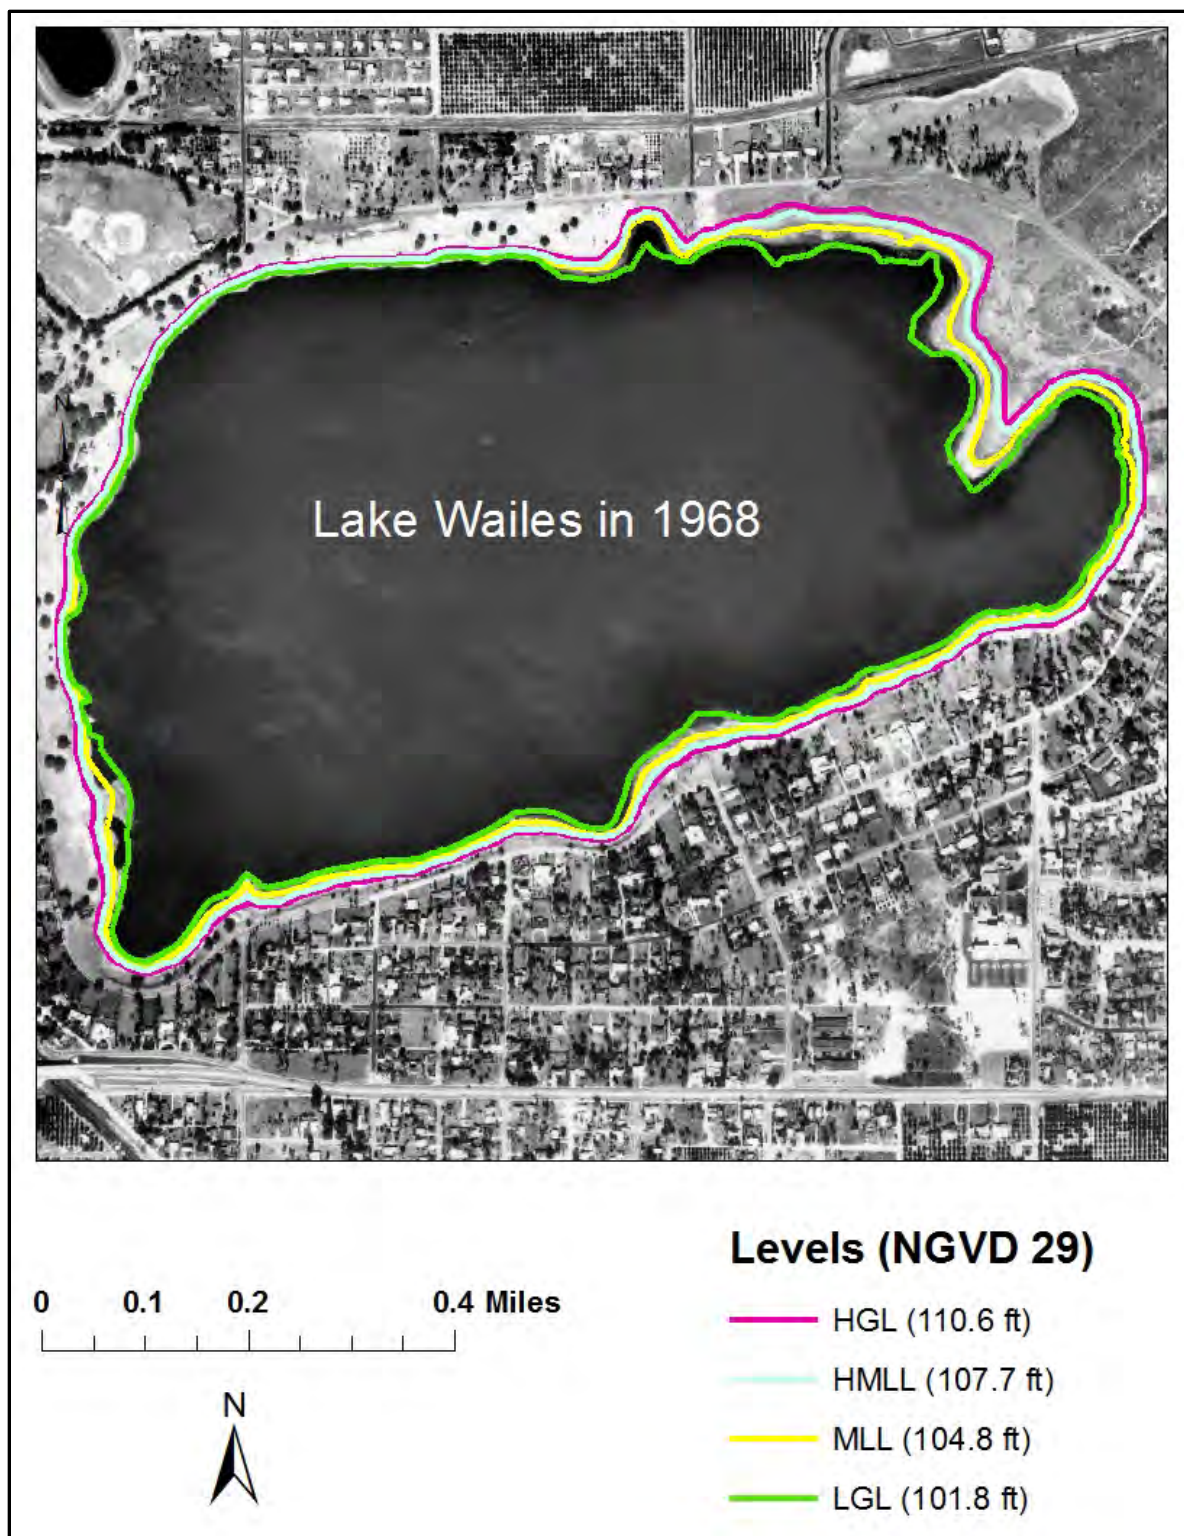 N
Lake Wailes in 1968
Levels (NGVD 29)
0 0.1 0.2 0.4 Miles
HGL (110.6 ft)
HMLL (107.7 ft)
N
MLL (104.8 ft)
LGL (101.8 ft)